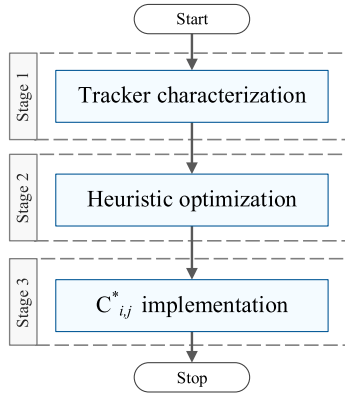 Start
Stage 1
Tracker characterization
Stage 2
Heuristic optimization
Stage 3
C*i,j implementation
Stop